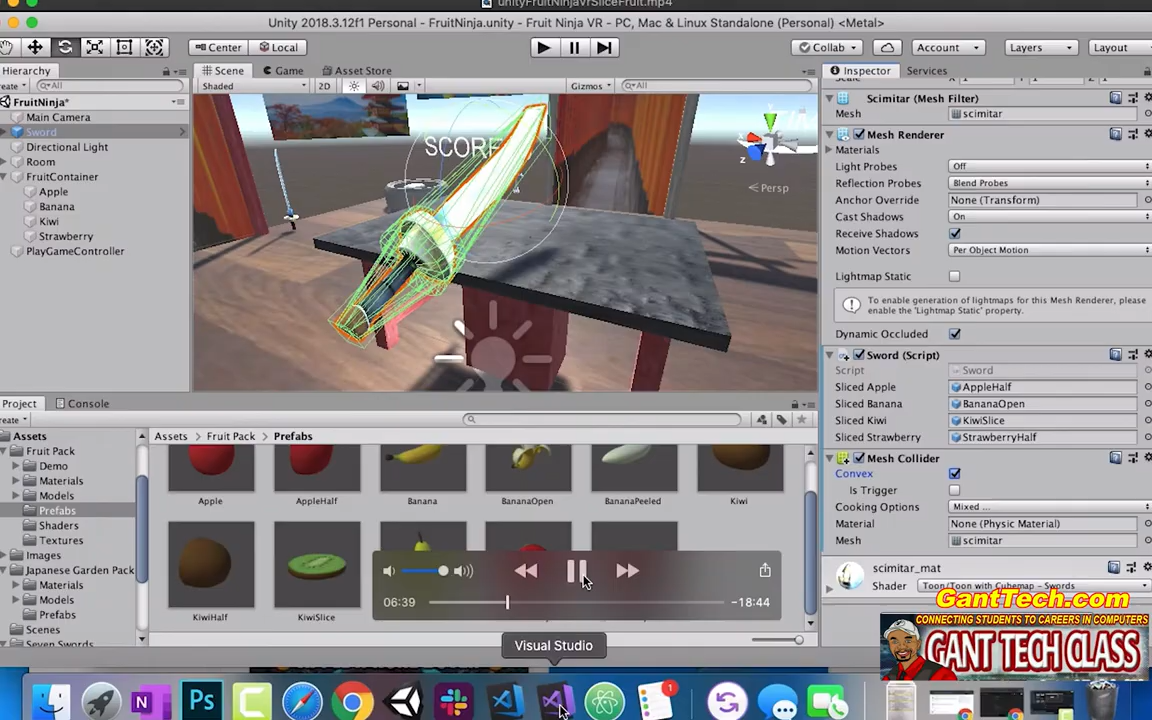 unityFruitNinjaVrSliceFruit.mp4
Unity 2018.3.12f1 Personal - FruitNinja.unity - Fruit Ninja VR - PC, Mac & Linux Standalone (Personal) <Metal>
Center
Local
Collab
Account
Layers
Layout
Hierarchy
Scene
Game
Asset Store
Inspector
Services
All
Shaded
2D
Gizmos
All
FruitNinja*
Main Camera
Sword
Directional Light
Room
FruitContainer
Apple
Banana
Kiwi
Strawberry
PlayGameController
SCORE
z
Persp
Scimitar (Mesh Filter)
Mesh
scimitar
Mesh Renderer
Materials
Light Probes
Off
Reflection Probes
Blend Probes
Anchor Override
None (Transform)
Cast Shadows
On
Receive Shadows
Motion Vectors
Per Object Motion
Lightmap Static
To enable generation of lightmaps for this Mesh Renderer, please
enable the 'Lightmap Static' property.
Dynamic Occluded
Sword (Script)
Script
Sword
Sliced Apple
AppleHalf
Sliced Banana
BananaOpen
Sliced Kiwi
KiwiSlice
Sliced Strawberry
StrawberryHalf
Mesh Collider
Convex
Is Trigger
Cooking Options
Mixed ...
Material
None (Physic Material)
Mesh
scimitar
scimitar_mat
Shader
Toon/Toon with Cubemap - Swords
Project
Console
Assets
Fruit Pack
Demo
Materials
Models
Prefabs
Shaders
Textures
Images
Japanese Garden Pack
Materials
Models
Prefabs
Scenes
Seven Swords
Assets
Fruit Pack
Prefabs
Apple
AppleHalf
Banana
BananaOpen
BananaPeeled
Kiwi
KiwiHalf
KiwiSlice
06:39
-18:44
Visual Studio
GantTech.com
CONNECTING STUDENTS TO CAREERS IN COMPUTERS
GANT TECH CLASS
N
Ps
C
1